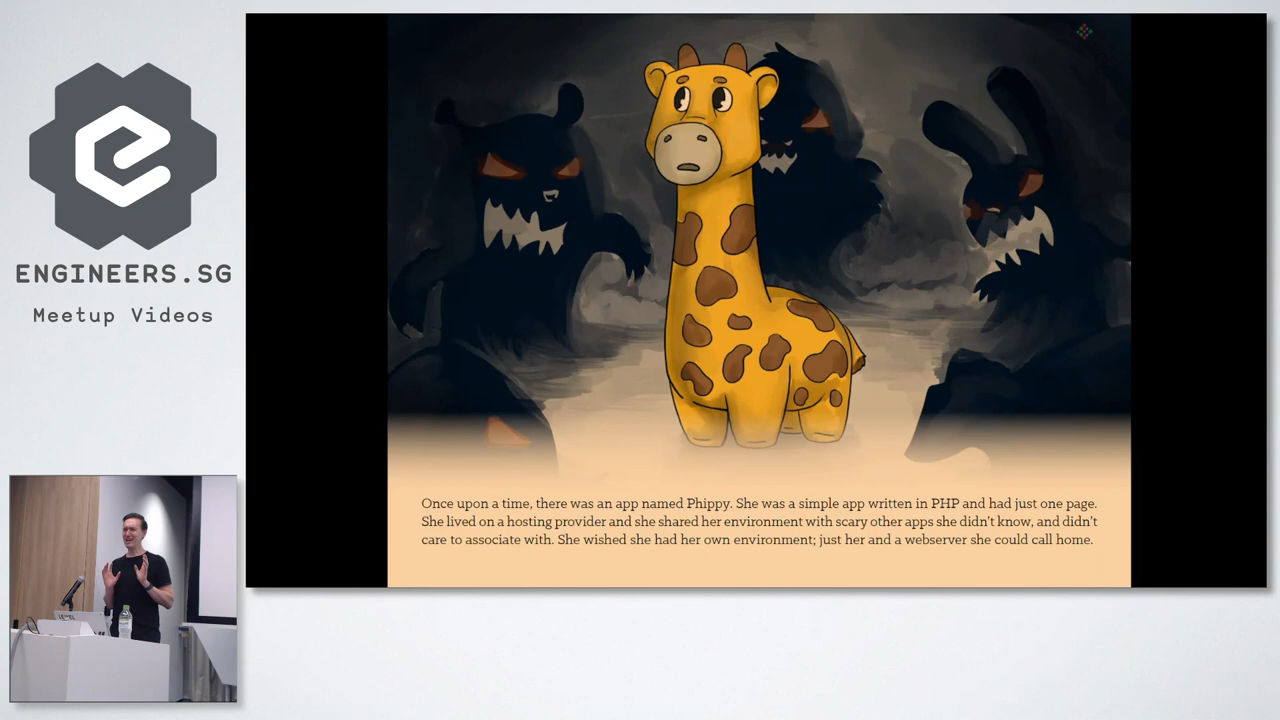 ENGINEERS.SG
Meetup Videos
Once upon a time, there was an app named Phippy. She was a simple app written in PHP and had just one page.
She lived on a hosting provider and she shared her environment with scary other apps she didn't know, and didn't
care to associate with. She wished she had her own environment; just her and a webserver she could call home.